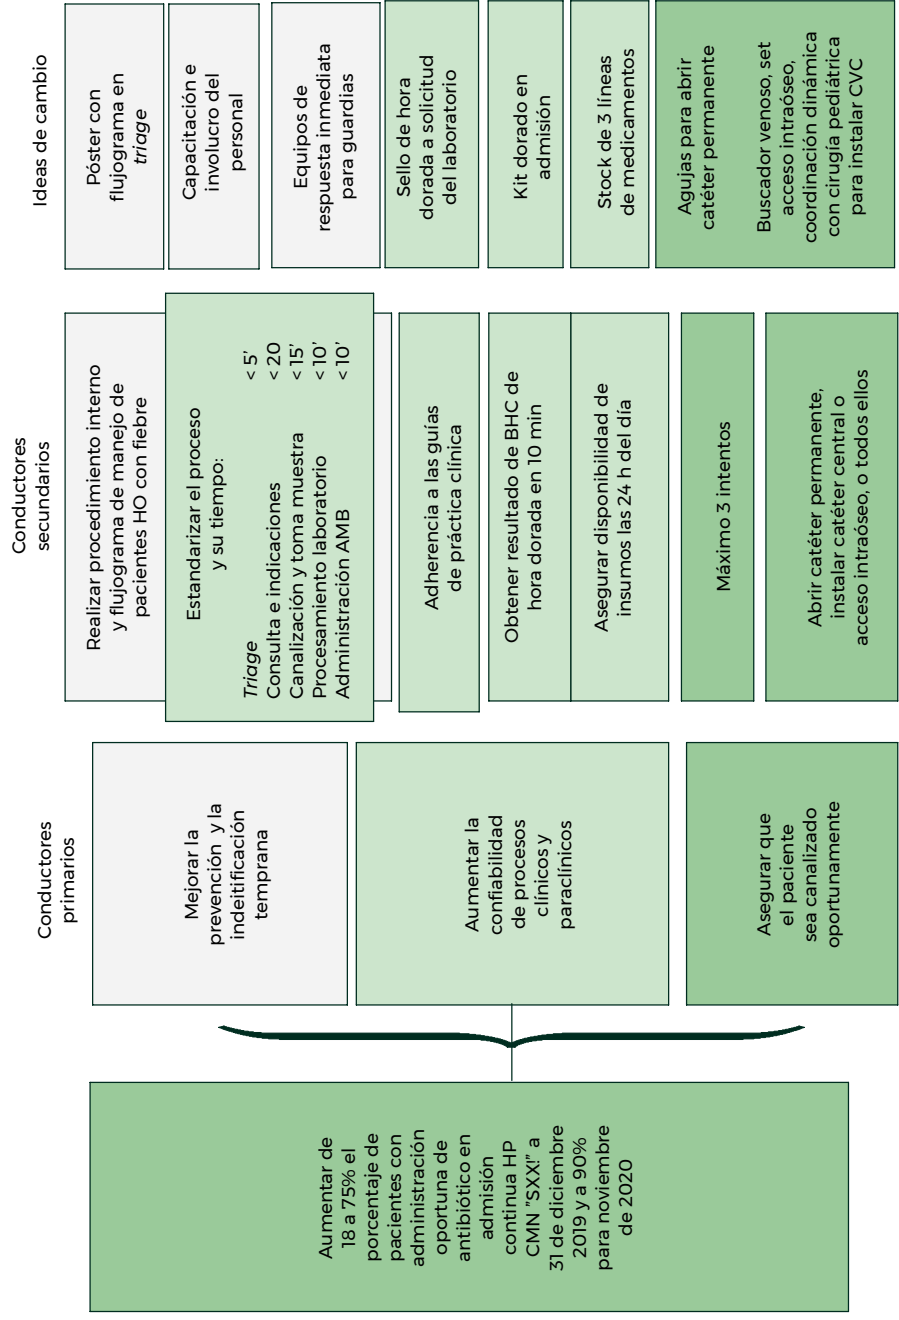 Aumentar de
18 a 75% el
porcentaje de
pacientes con
administración
oportuna de
antibiótico en
admisión
continua HP
CMN "SXX!" a
31 de diciembre
2019 y a 90%
para noviembre
de 2020
Conductores
primarios
Mejorar la
prevención y la
indeitificación
temprana
Aumentar la
confiabilidad
de procesos
clínicos y
paraclínicos
Asegurar que
el paciente
sea canalizado
oportunamente
Conductores
secundarios
Realizar procedimiento interno
y flujograma de manejo de
pacientes HO con fiebre
Estandarizar el proceso
y su tiempo:
Triage < 5’
Consulta e indicaciones < 20
Canalización y toma muestra < 15’
Procesamiento laboratorio < 10’
Administración AMB < 10’
Adherencia a las guías
de práctica clínica
Obtener resultado de BHC de
hora dorada en 10 min
Asegurar disponibilidad de
insumos las 24 h del día
Máximo 3 intentos
Abrir catéter permanente,
instalar catéter central o
acceso intraóseo, o todos ellos
Ideas de cambio
Póster con
flujograma en
triage
Capacitación e
involucro del
personal
Equipos de
respuesta inmediata
para guardias
Sello de hora
dorada a solicitud
del laboratorio
Kit dorado en
admisión
Stock de 3 líneas
de medicamentos
Agujas para abrir
catéter permanente
Buscador venoso, set
acceso intraóseo,
coordinación dinámica
con cirugía pediátrica
para instalar CVC